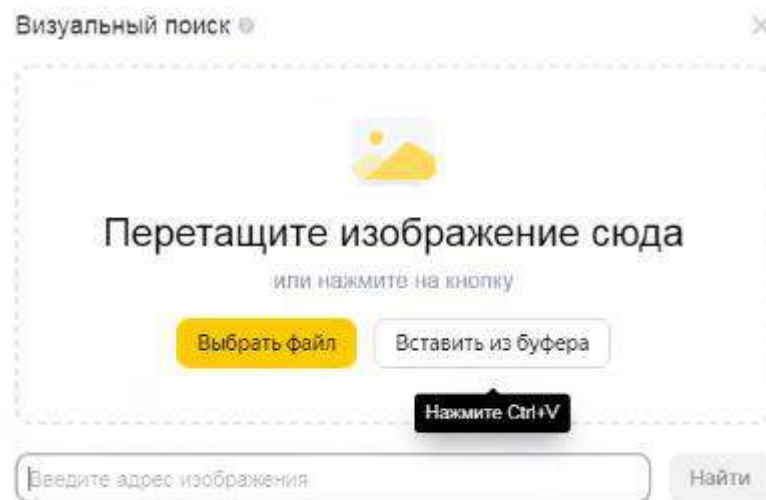 Визуальный поиск
Перетащите изображение сюда
или нажмите на кнопку
Выбрать файл
Вставить из буфера
Нажмите Ctrl+V
Введите адрес изображения
Найти